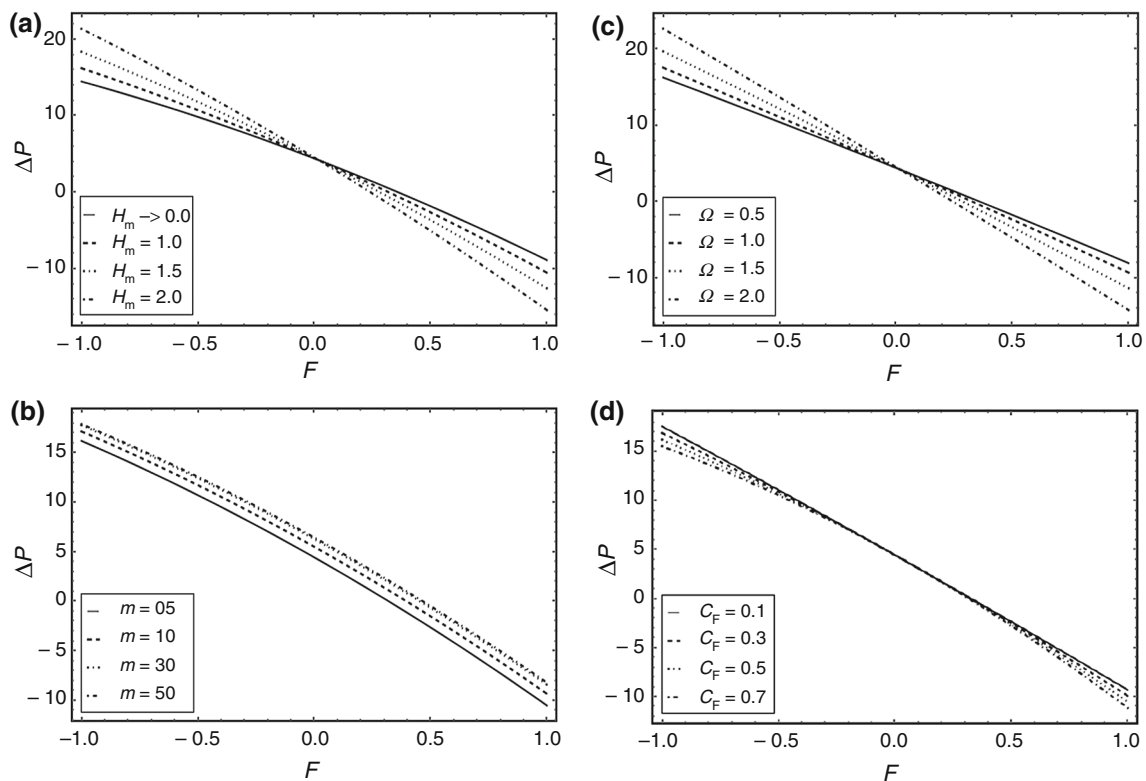 (a)
20
10
0
– 10
ΔP
H_m –> 0.0
H_m = 1.0
H_m = 1.5
H_m = 2.0
– 1.0 – 0.5 0.0 0.5 1.0
F
(c)
20
10
0
– 10
ΔP
Ω = 0.5
Ω = 1.0
Ω = 1.5
Ω = 2.0
– 1.0 – 0.5 0.0 0.5 1.0
F
(b)
15
10
5
0
– 5
– 10
ΔP
m = 05
m = 10
m = 30
m = 50
–1.0 –0.5 0.0 0.5 1.0
F
(d)
15
10
5
0
– 5
– 10
ΔP
C_F = 0.1
C_F = 0.3
C_F = 0.5
C_F = 0.7
–1.0 –0.5 0.0 0.5 1.0
F